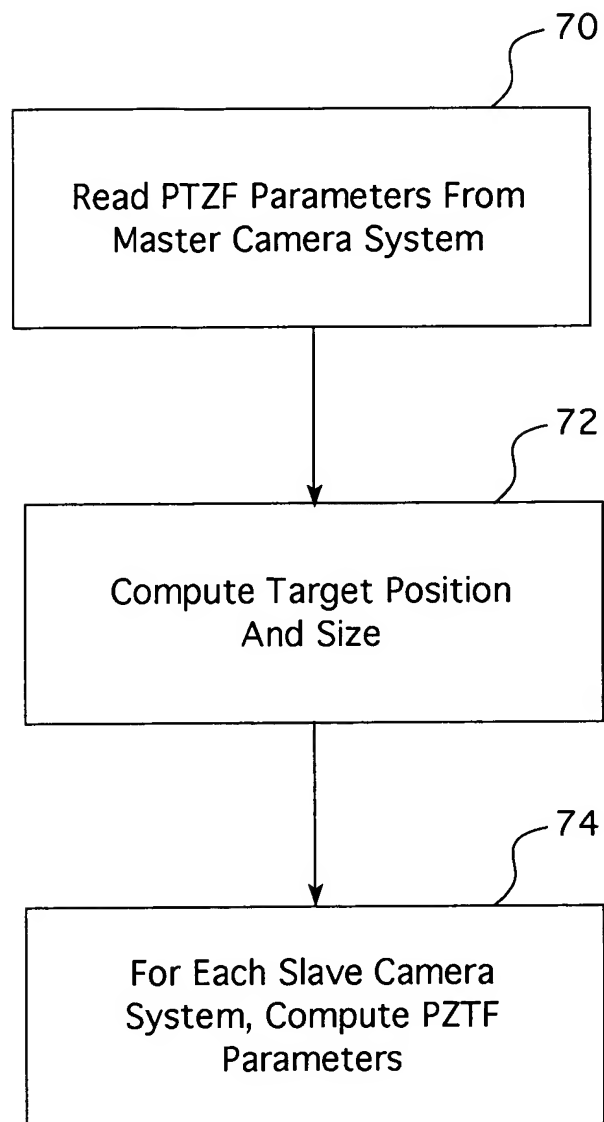 70
Read PTZF Parameters From
Master Camera System
72
Compute Target Position
And Size
74
For Each Slave Camera
System, Compute PZTF
Parameters